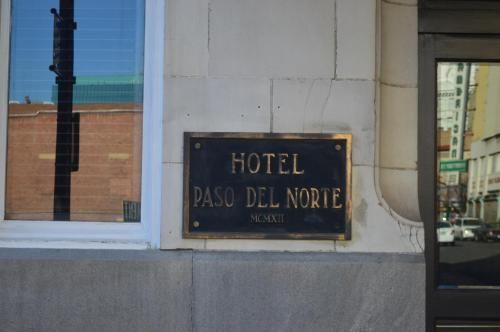 HOTEL
PASO DEL NORTE
MCMXII